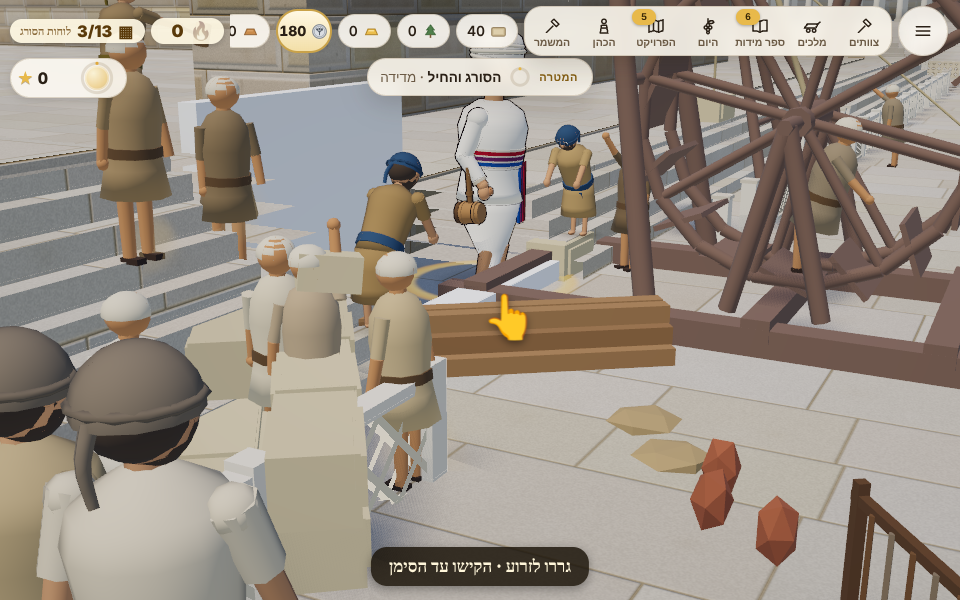 צוותים
מלכים
6
ספר מידות
היום
5
הפרויקט
הכהן
המשמר
40
0
0
180
0
0
3/13 לוחות הסורג
המטרה הסורג והחיל · מדידה
0
גררו לזרוע · הקישו עד הסימן